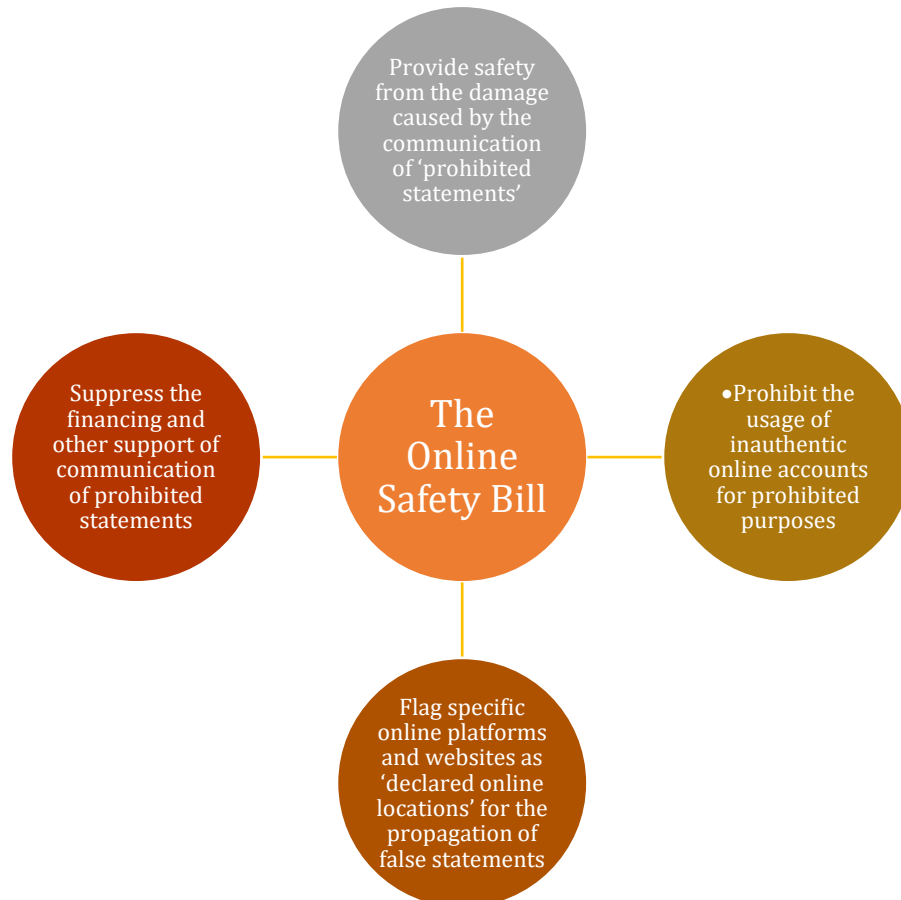 Provide safety
from the damage
caused by the
communication
of ‘prohibited
statements’
Suppress the
financing and
other support of
communication
of prohibited
statements
The
Online
Safety Bill
•Prohibit the
usage of
inauthentic
online accounts
for prohibited
purposes
Flag specific
online platforms
and websites as
‘declared online
locations’ for the
propagation of
false statements